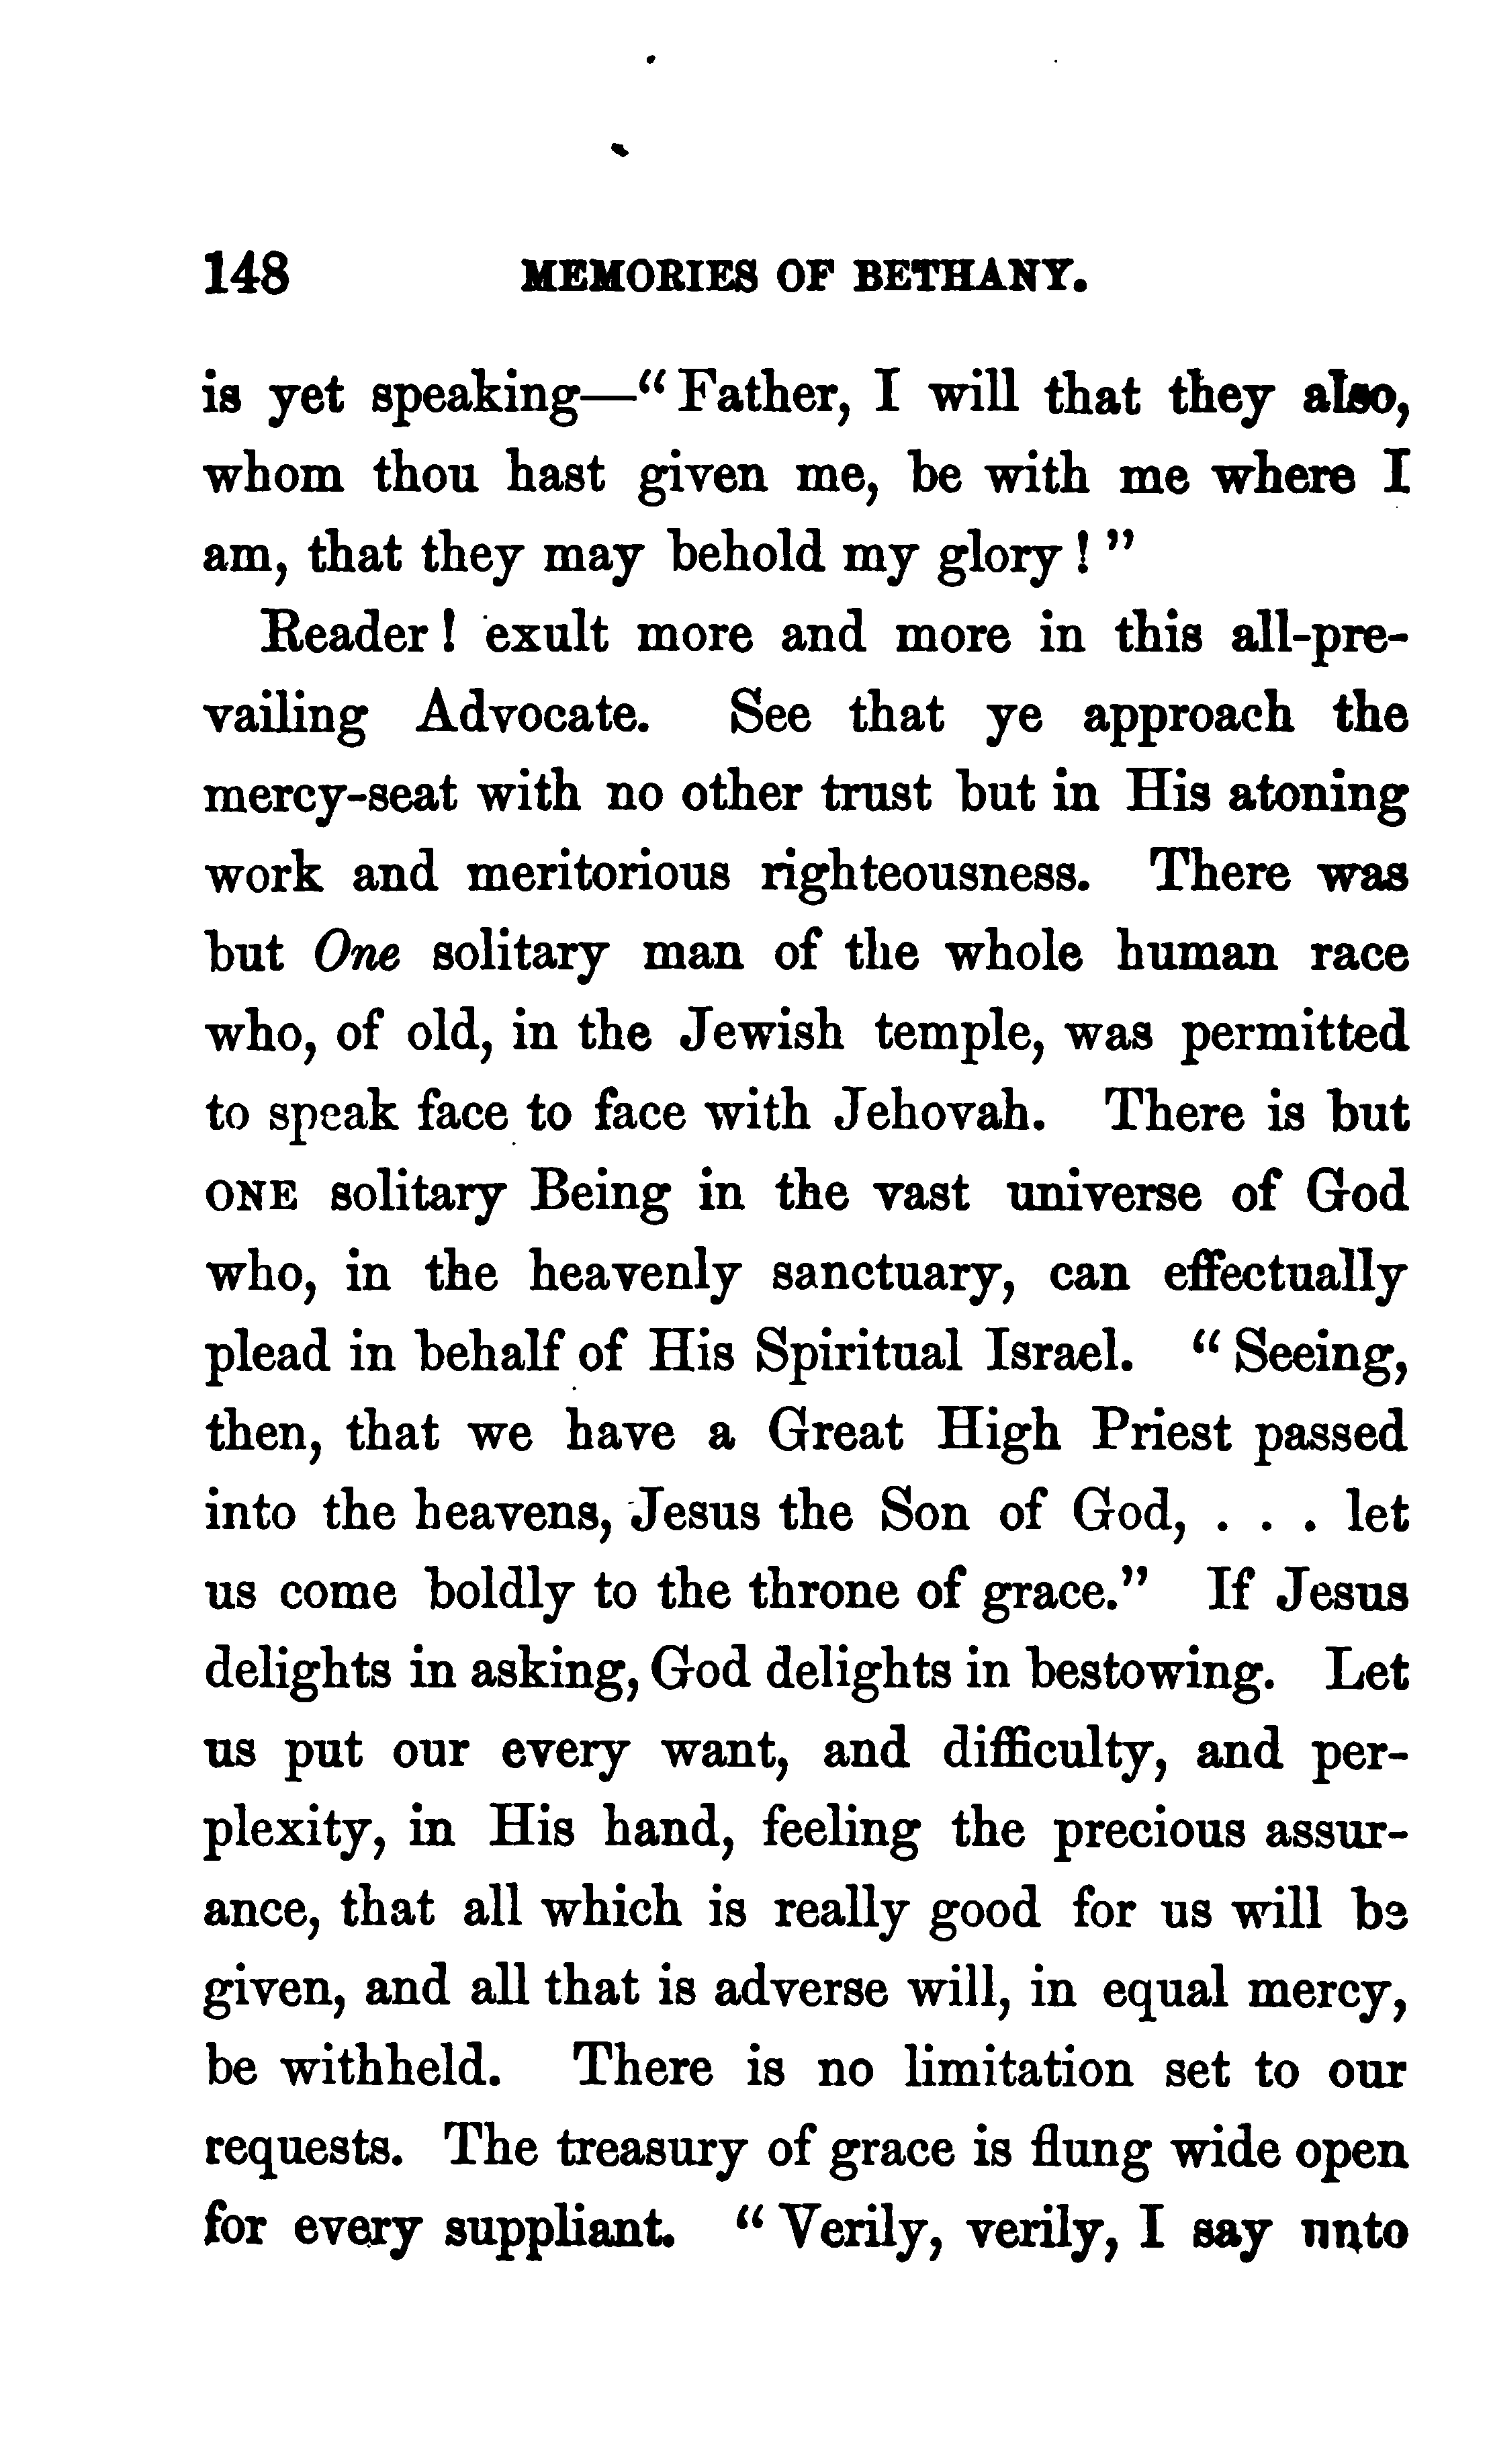 148 MEMORIES OF BETHANY.
is yet speaking—“Father, I will that they also,
whom thou hast given me, be with me where I
am, that they may behold my glory!”
Reader! exult more and more in this all-pre-
vailing Advocate. See that ye approach the
mercy-seat with no other trust but in His atoning
work and meritorious righteousness. There was
but One solitary man of the whole human race
who, of old, in the Jewish temple, was permitted
to speak face to face with Jehovah. There is but
ONE solitary Being in the vast universe of God
who, in the heavenly sanctuary, can effectually
plead in behalf of His Spiritual Israel. “Seeing,
then, that we have a Great High Priest passed
into the heavens, Jesus the Son of God, . . . let
us come boldly to the throne of grace.” If Jesus
delights in asking, God delights in bestowing. Let
us put our every want, and difficulty, and per-
plexity, in His hand, feeling the precious assur-
ance, that all which is really good for us will be
given, and all that is adverse will, in equal mercy,
be withheld. There is no limitation set to our
requests. The treasury of grace is flung wide open
for every suppliant. “Verily, verily, I say unto